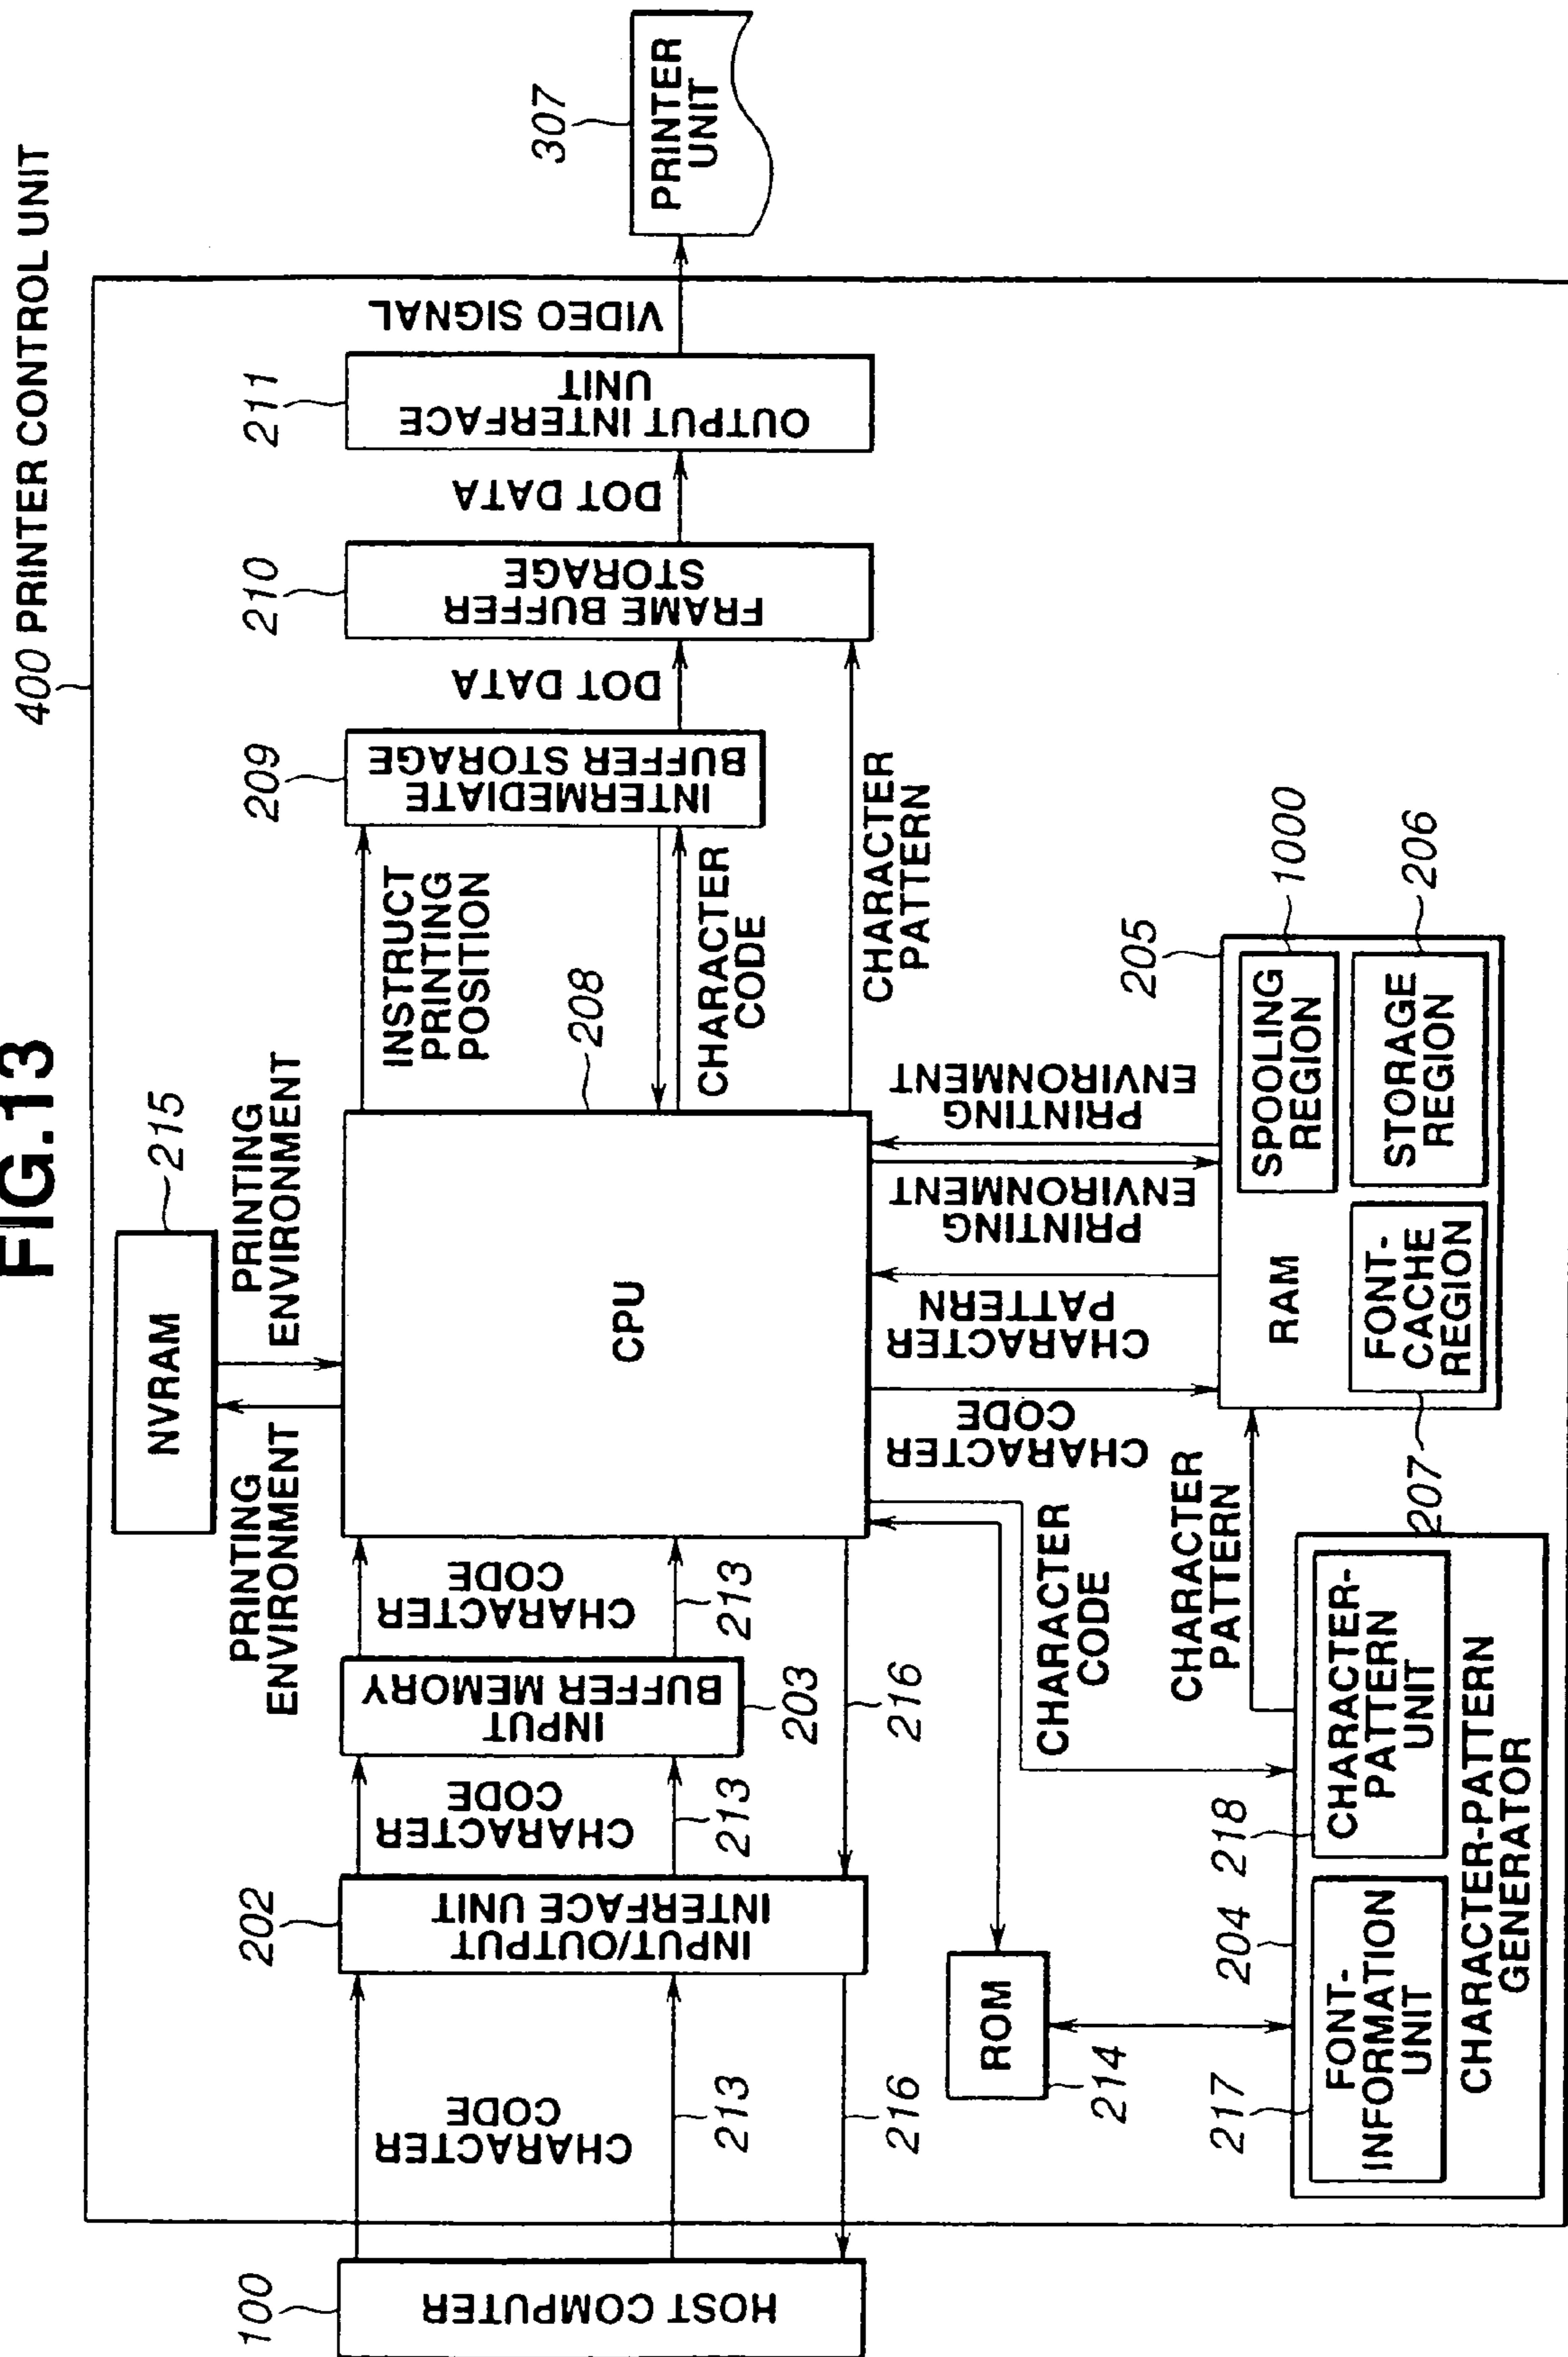 FIG.13
400 PRINTER CONTROL UNIT
NVRAM
215
PRINTING
ENVIRONMENT
PRINTING
ENVIRONMENT
100
HOST COMPUTER
CHARACTER
CODE
213
216
202
INPUT/OUTPUT
INTERFACE UNIT
CHARACTER
CODE
213
INPUT
BUFFER MEMORY
203
CHARACTER
CODE
213
216
CPU
208
INSTRUCT
PRINTING
POSITION
CHARACTER
CODE
CHARACTER
PATTERN
209
INTERMEDIATE
BUFFER STORAGE
DOT DATA
210
FRAME BUFFER
STORAGE
DOT DATA
211
OUTPUT INTERFACE
UNIT
VIDEO SIGNAL
307
PRINTER
UNIT
ROM
214
CHARACTER
CODE
CHARACTER
CODE
CHARACTER
PATTERN
PRINTING
ENVIRONMENT
PRINTING
ENVIRONMENT
CHARACTER
PATTERN
217
204
218
FONT-
INFORMATION
UNIT
CHARACTER-
PATTERN
UNIT
CHARACTER-PATTERN
GENERATOR
207
205
RAM
SPOOLING
REGION
1000
FONT-
CACHE
REGION
STORAGE
REGION
206